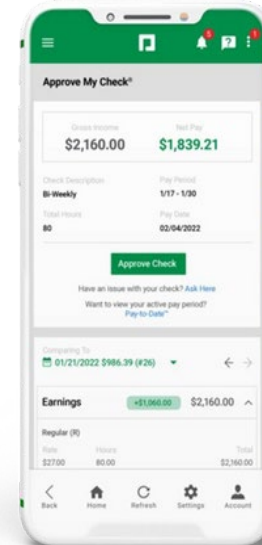 5
?
1
Approve My Check®
Gross Income Net Pay
$2,160.00 $1,839.21
Check Description Pay Period
Bi-Weekly 1/17 - 1/30
Total Hours Pay Date
80 02/04/2022
Approve Check
Have an issue with your check? Ask Here
Want to view your active pay period?
Pay-to-Date™
Comparing To
01/21/2022 $986.39 (#26)
Earnings +$1,060.00 $2,160.00
Regular (R)
Rate Hours Total
$27.00 80.00 $2,160.00
Back Home Refresh Settings Account